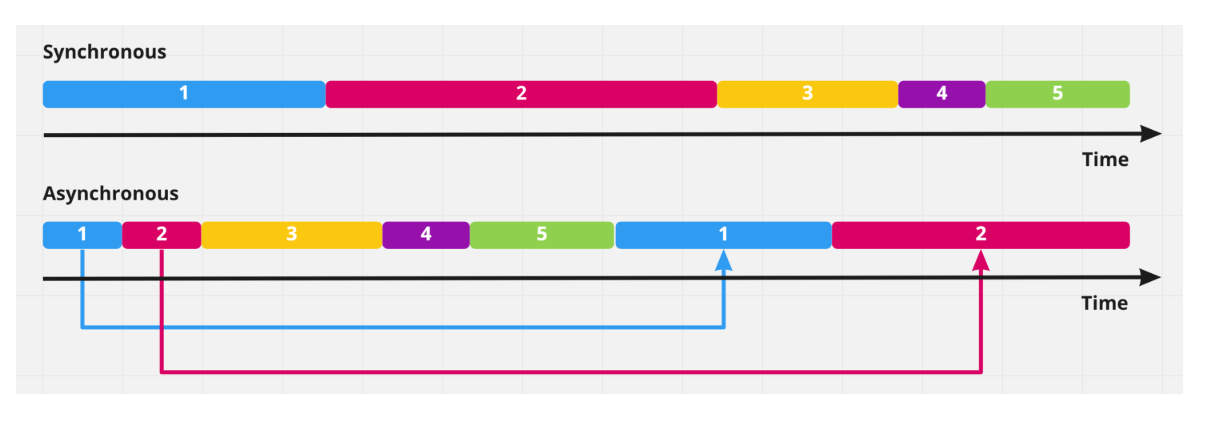 Synchronous
1 2 3 4 5
Time
Asynchronous
1 2 3 4 5 1 2
Time